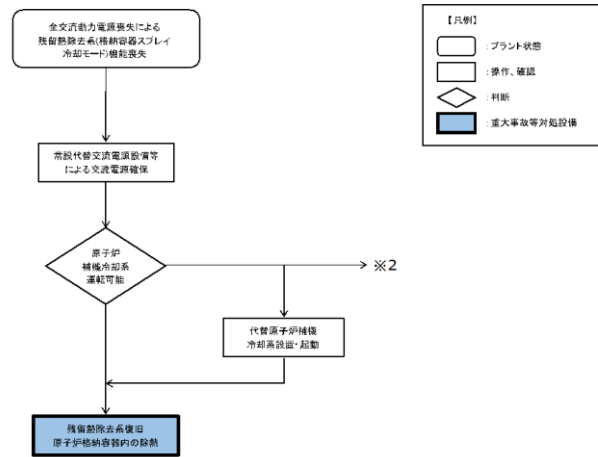 全交流動力電源喪失による
残留熱除去系(格納容器スプレイ
冷却モード)機能喪失
常設代替交流電源設備等
による交流電源確保
原子炉
補機冷却系
運転可能
※2
代替原子炉補機
冷却系設置・起動
残留熱除去系復旧
原子炉格納容器内の除熱
【凡例】
: プラント状態
: 操作、確認
: 判断
: 重大事故等対処設備